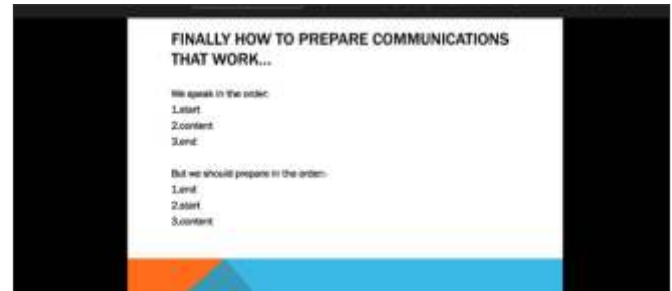 FINALLY HOW TO PREPARE COMMUNICATIONS
THAT WORK...
We speak in the order:
1.start
2.content
3.end
But we should prepare in the order:-
1.end
2.start
3.content